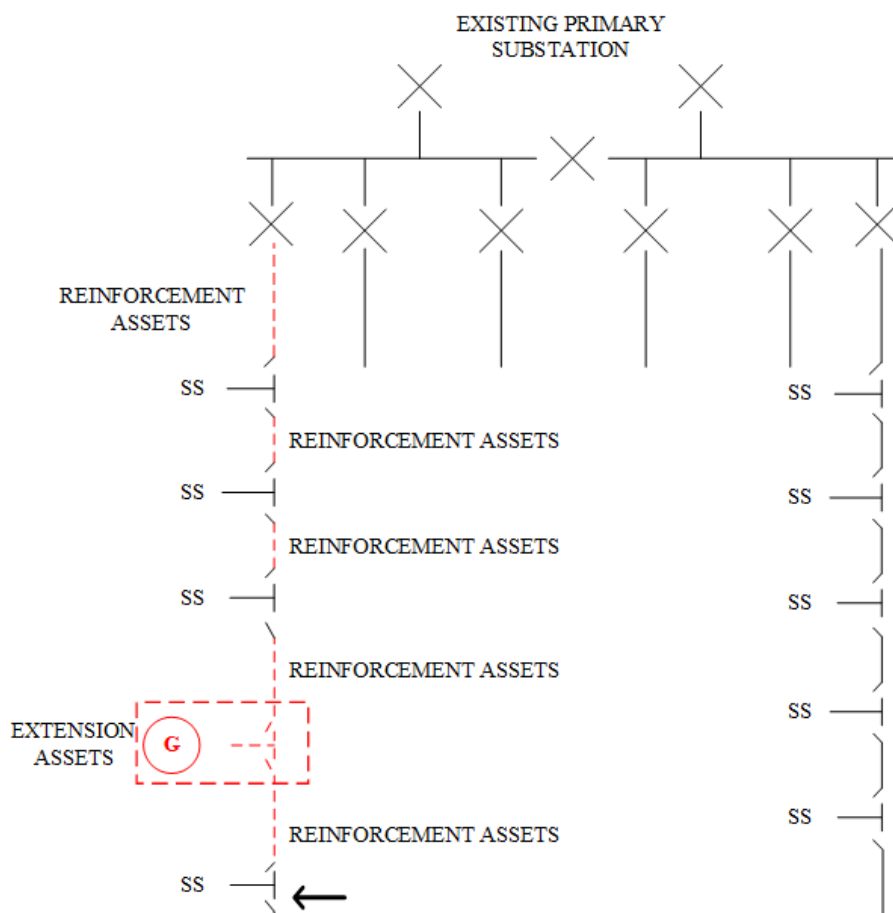 EXISTING PRIMARY
SUBSTATION
REINFORCEMENT
ASSETS
SS
SS
REINFORCEMENT ASSETS
SS
SS
REINFORCEMENT ASSETS
SS
SS
REINFORCEMENT ASSETS
SS
EXTENSION
ASSETS
G
SS
REINFORCEMENT ASSETS
SS